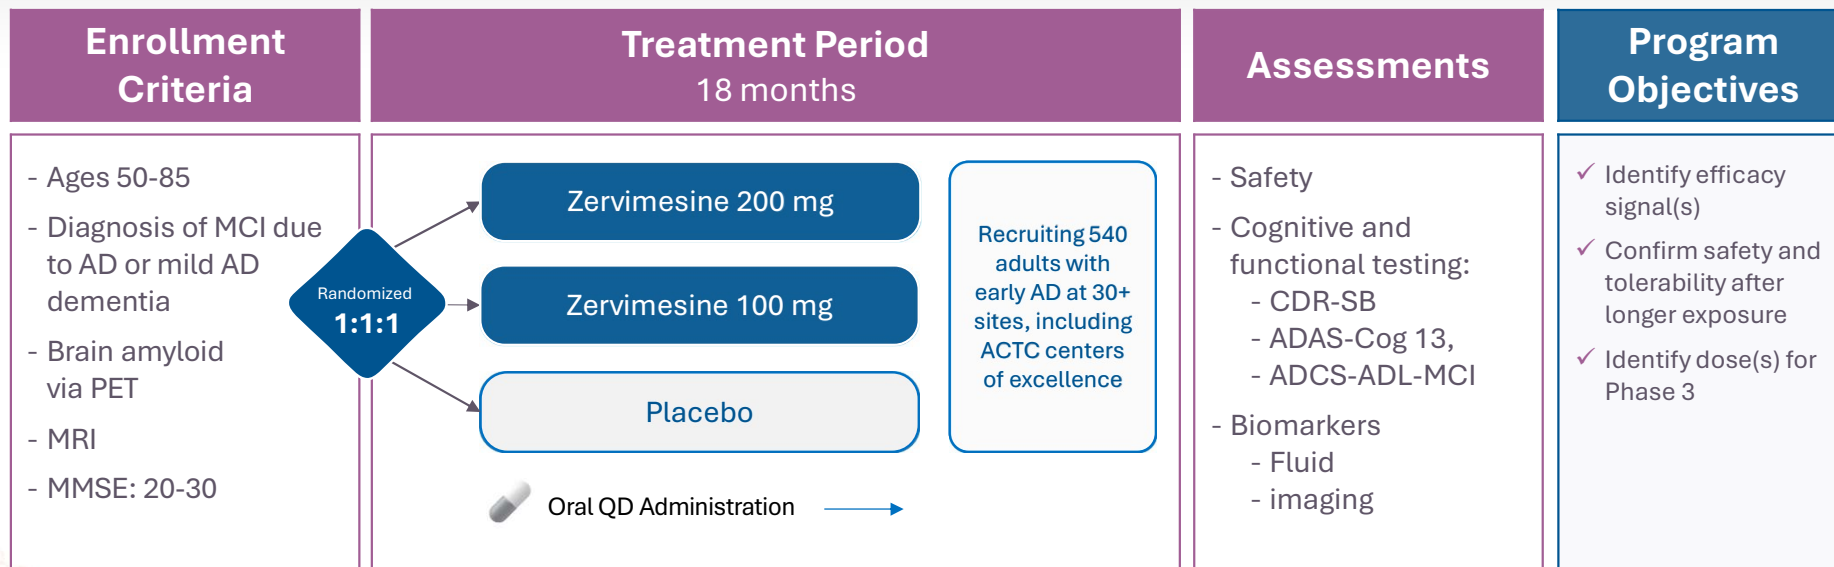 Enrollment
Criteria
Treatment Period
18 months
Assessments
Program
Objectives
- Ages 50-85
- Diagnosis of MCI due
to AD or mild AD
dementia
- Brain amyloid
via PET
- MRI
- MMSE: 20-30
Randomized
1:1:1
Zervimesine 200 mg
Zervimesine 100 mg
Placebo
Oral QD Administration
Recruiting 540
adults with
early AD at 30+
sites, including
ACTC centers
of excellence
- Safety
- Cognitive and
functional testing:
- CDR-SB
- ADAS-Cog 13,
- ADCS-ADL-MCI
- Biomarkers
- Fluid
- imaging
✓ Identify efficacy
signal(s)
✓ Confirm safety and
tolerability after
longer exposure
✓ Identify dose(s) for
Phase 3